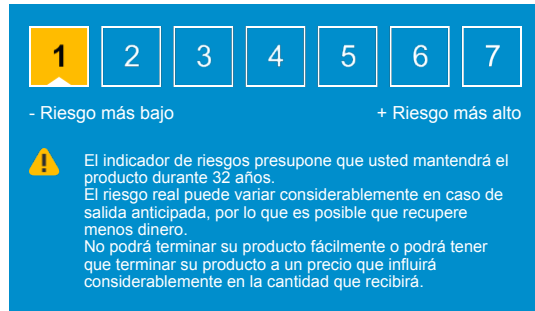 1 2 3 4 5 6 7
- Riesgo más bajo + Riesgo más alto
El indicador de riesgos presupone que usted mantendrá el
producto durante 32 años.
El riesgo real puede variar considerablemente en caso de
salida anticipada, por lo que es posible que recupere
menos dinero.
No podrá terminar su producto fácilmente o podrá tener
que terminar su producto a un precio que influirá
considerablemente en la cantidad que recibirá.